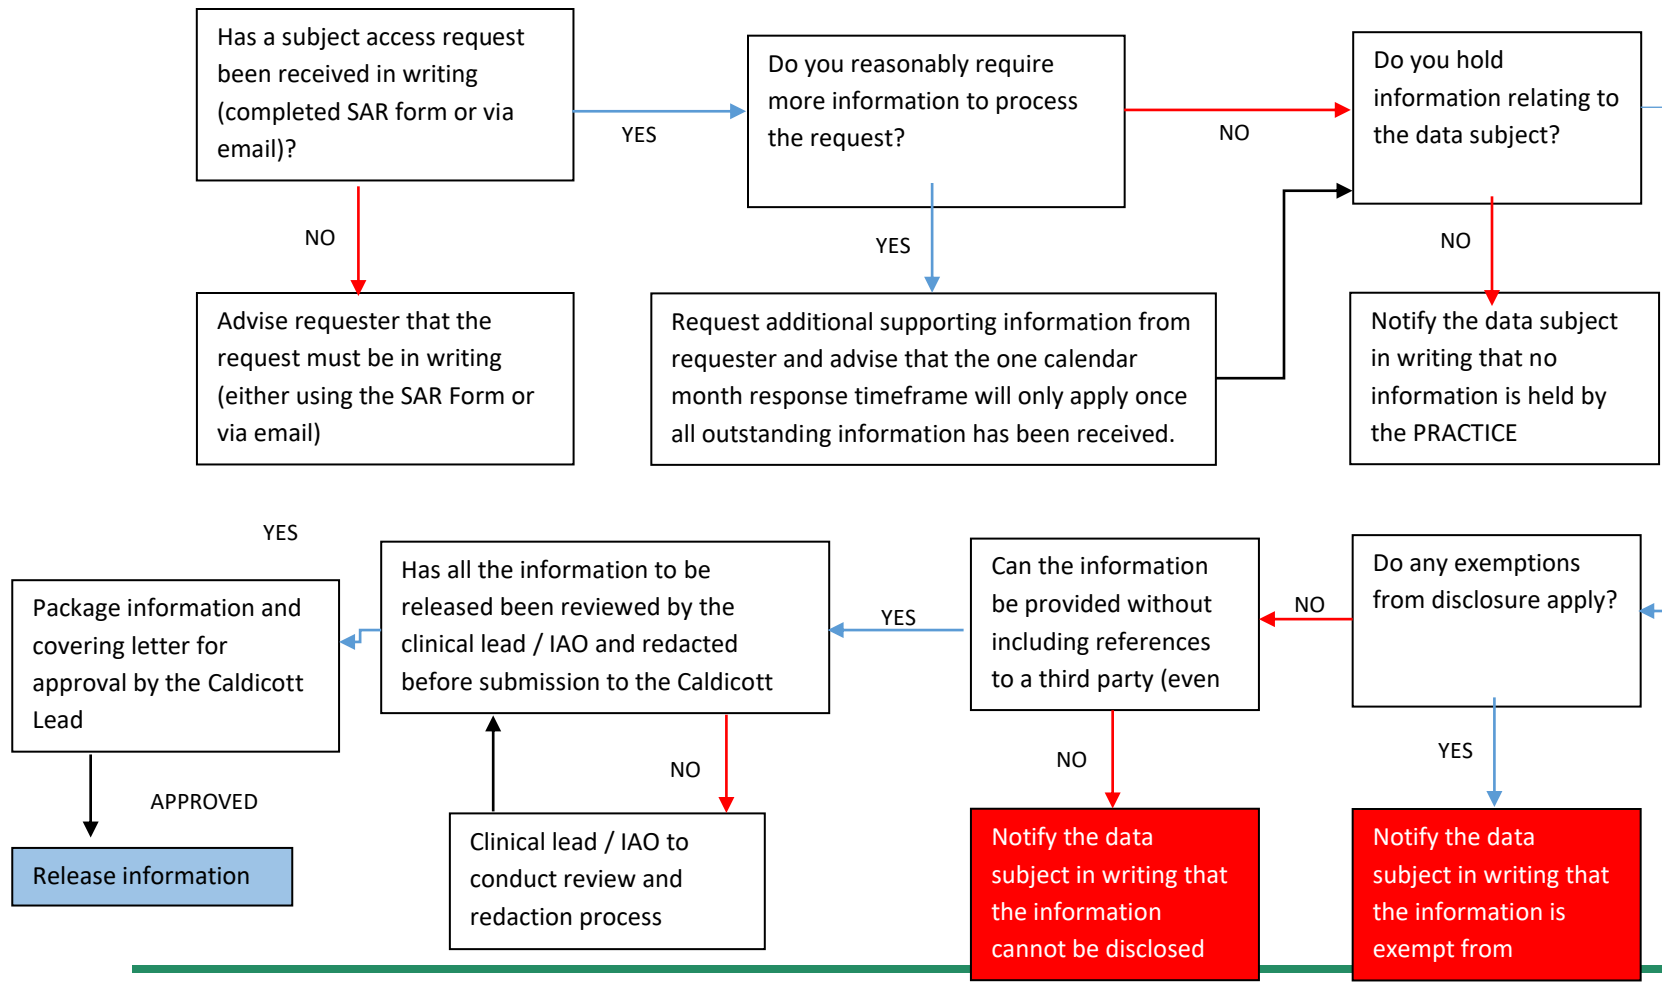 Has a subject access request
been received in writing
(completed SAR form or via
email)?
YES
Do you reasonably require
more information to process
the request?
NO
Do you hold
information relating to
the data subject?
NO
YES
NO
Advise requester that the
request must be in writing
(either using the SAR Form or
via email)
Request additional supporting information from
requester and advise that the one calendar
month response timeframe will only apply once
all outstanding information has been received.
Notify the data subject
in writing that no
information is held by
the PRACTICE
YES
Package information and
covering letter for
approval by the Caldicott
Lead
Has all the information to be
released been reviewed by the
clinical lead / IAO and redacted
before submission to the Caldicott
YES
Can the information
be provided without
including references
to a third party (even
NO
Do any exemptions
from disclosure apply?
APPROVED
NO
NO
YES
Release information
Clinical lead / IAO to
conduct review and
redaction process
Notify the data
subject in writing that
the information
cannot be disclosed
Notify the data
subject in writing that
the information is
exempt from